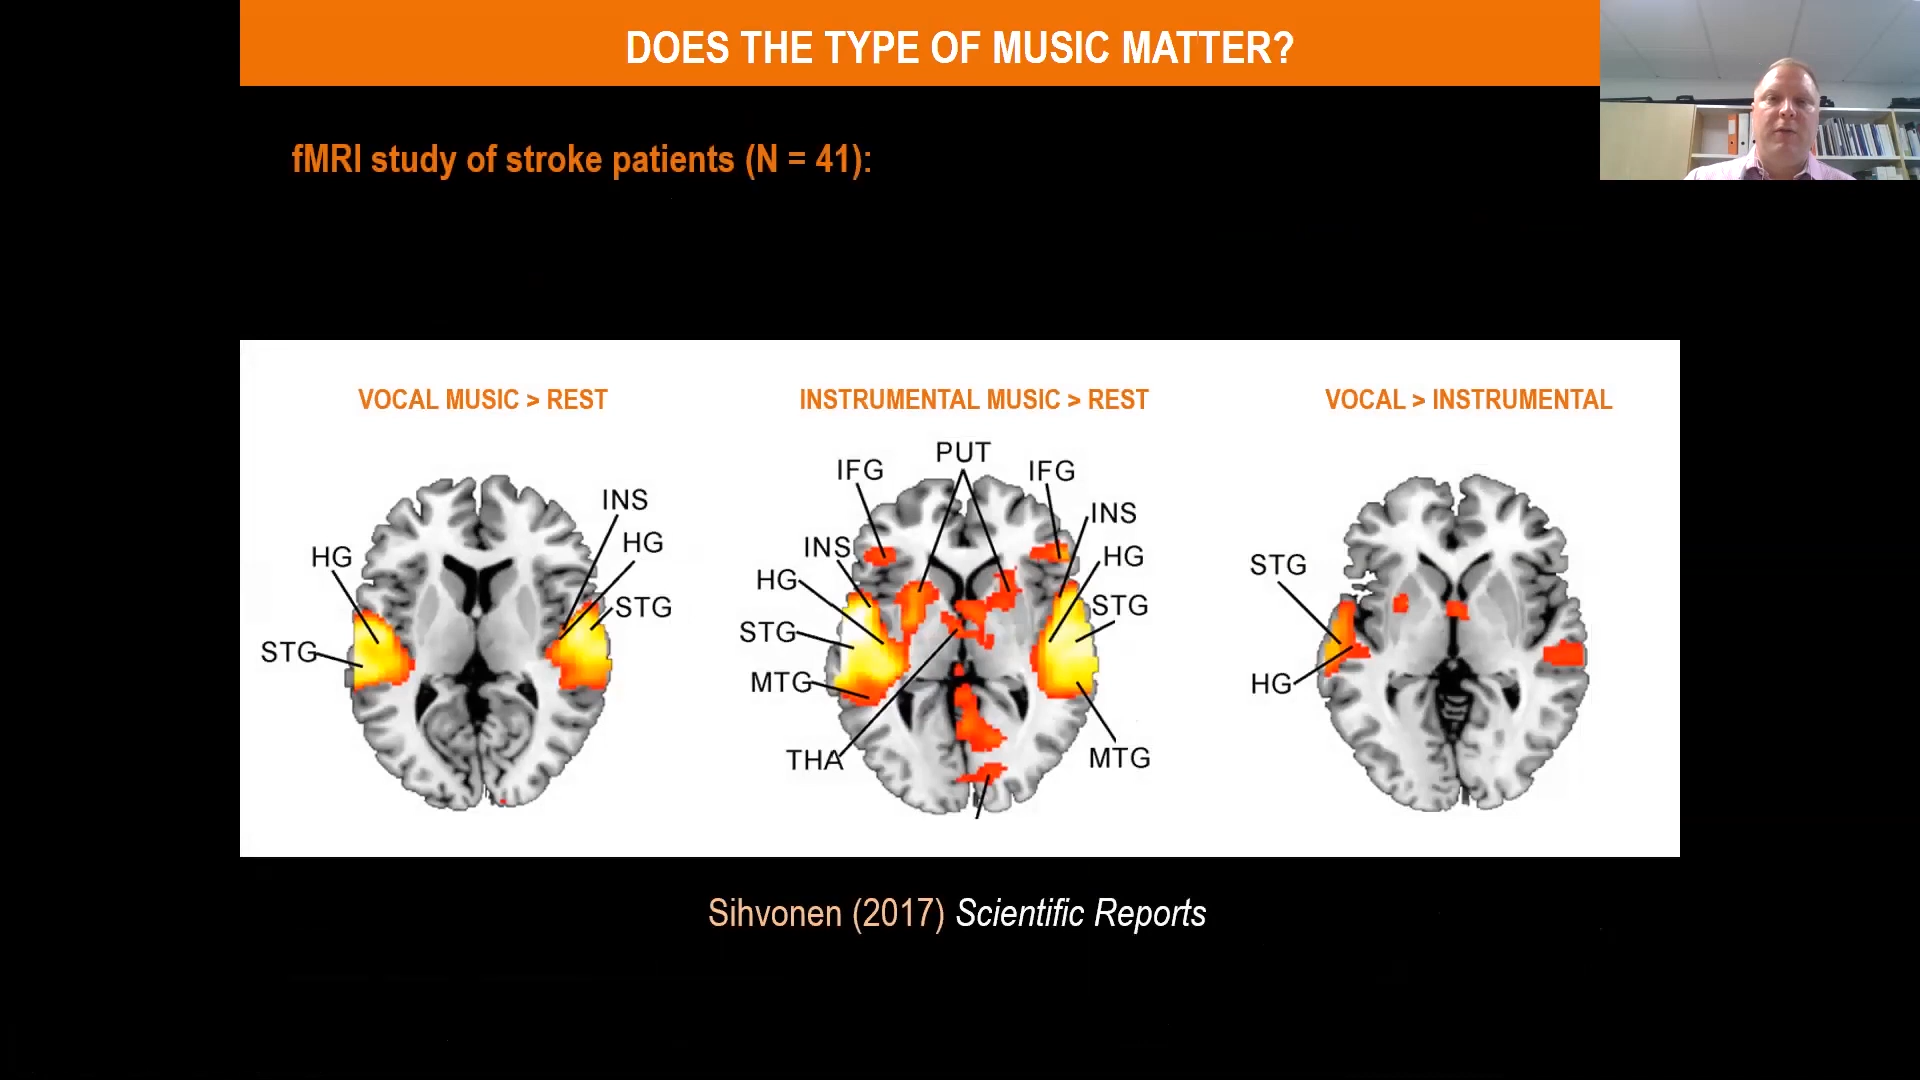 DOES THE TYPE OF MUSIC MATTER?
fMRI study of stroke patients (N = 41):
VOCAL MUSIC > REST
INS
HG
HG
STG
STG
INSTRUMENTAL MUSIC > REST
PUT
IFG
IFG
INS
INS
HG
HG
STG
STG
MTG
THA
MTG
VOCAL > INSTRUMENTAL
STG
HG
Sihvonen (2017) Scientific Reports